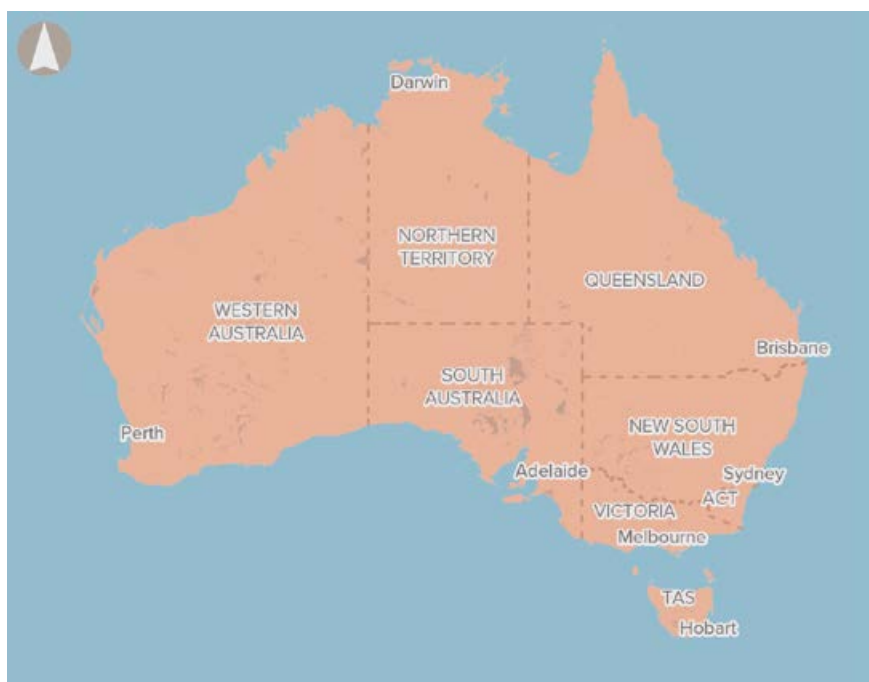 Darwin
NORTHERN
TERRITORY
QUEENSLAND
WESTERN
AUSTRALIA
Brisbane
SOUTH
AUSTRALIA
NEW SOUTH
WALES
Perth
Adelaide
Sydney
ACT
VICTORIA
Melbourne
TAS
Hobart